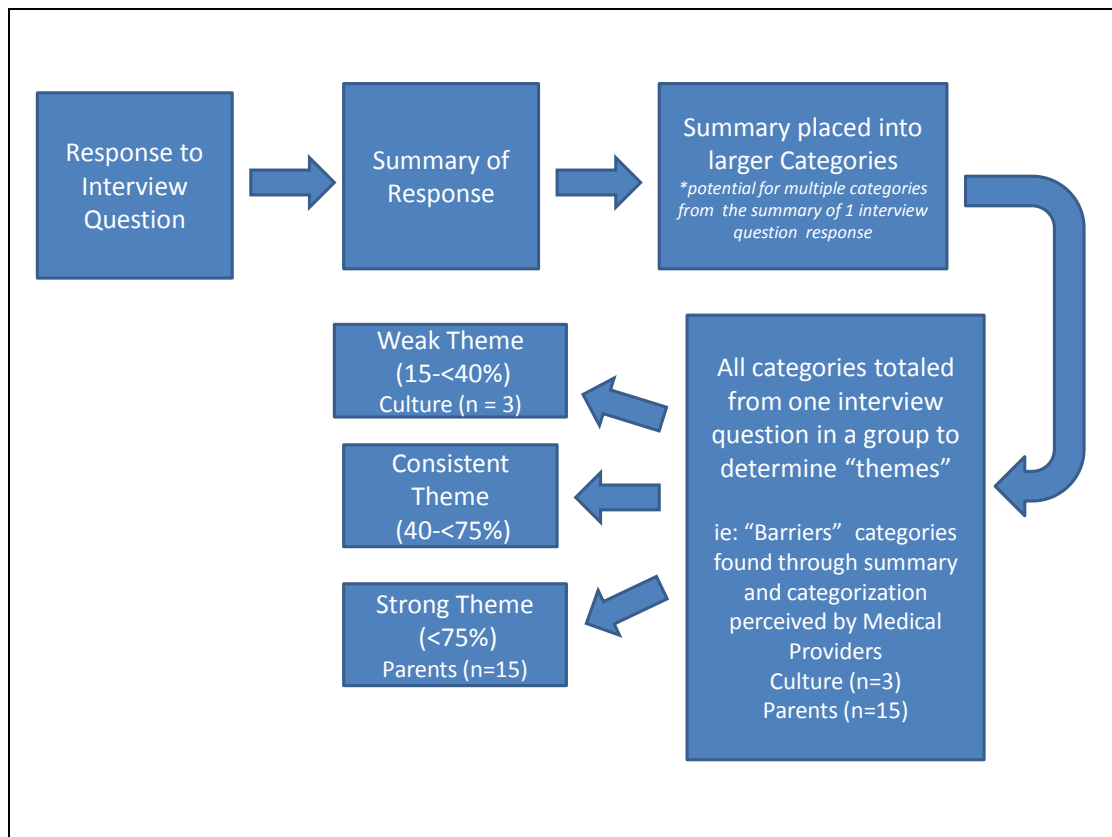 Response to
Interview
Question
Summary of
Response
Summary placed into
larger Categories
*potential for multiple categories
from the summary of 1 interview
question response
All categories totaled
from one interview
question in a group to
determine “themes”
ie: “Barriers” categories
found through summary
and categorization
perceived by Medical
Providers
Culture (n=3)
Parents (n=15)
Weak Theme
(15-<40%)
Culture (n = 3)
Consistent
Theme
(40-<75%)
Strong Theme
(<75%)
Parents (n=15)